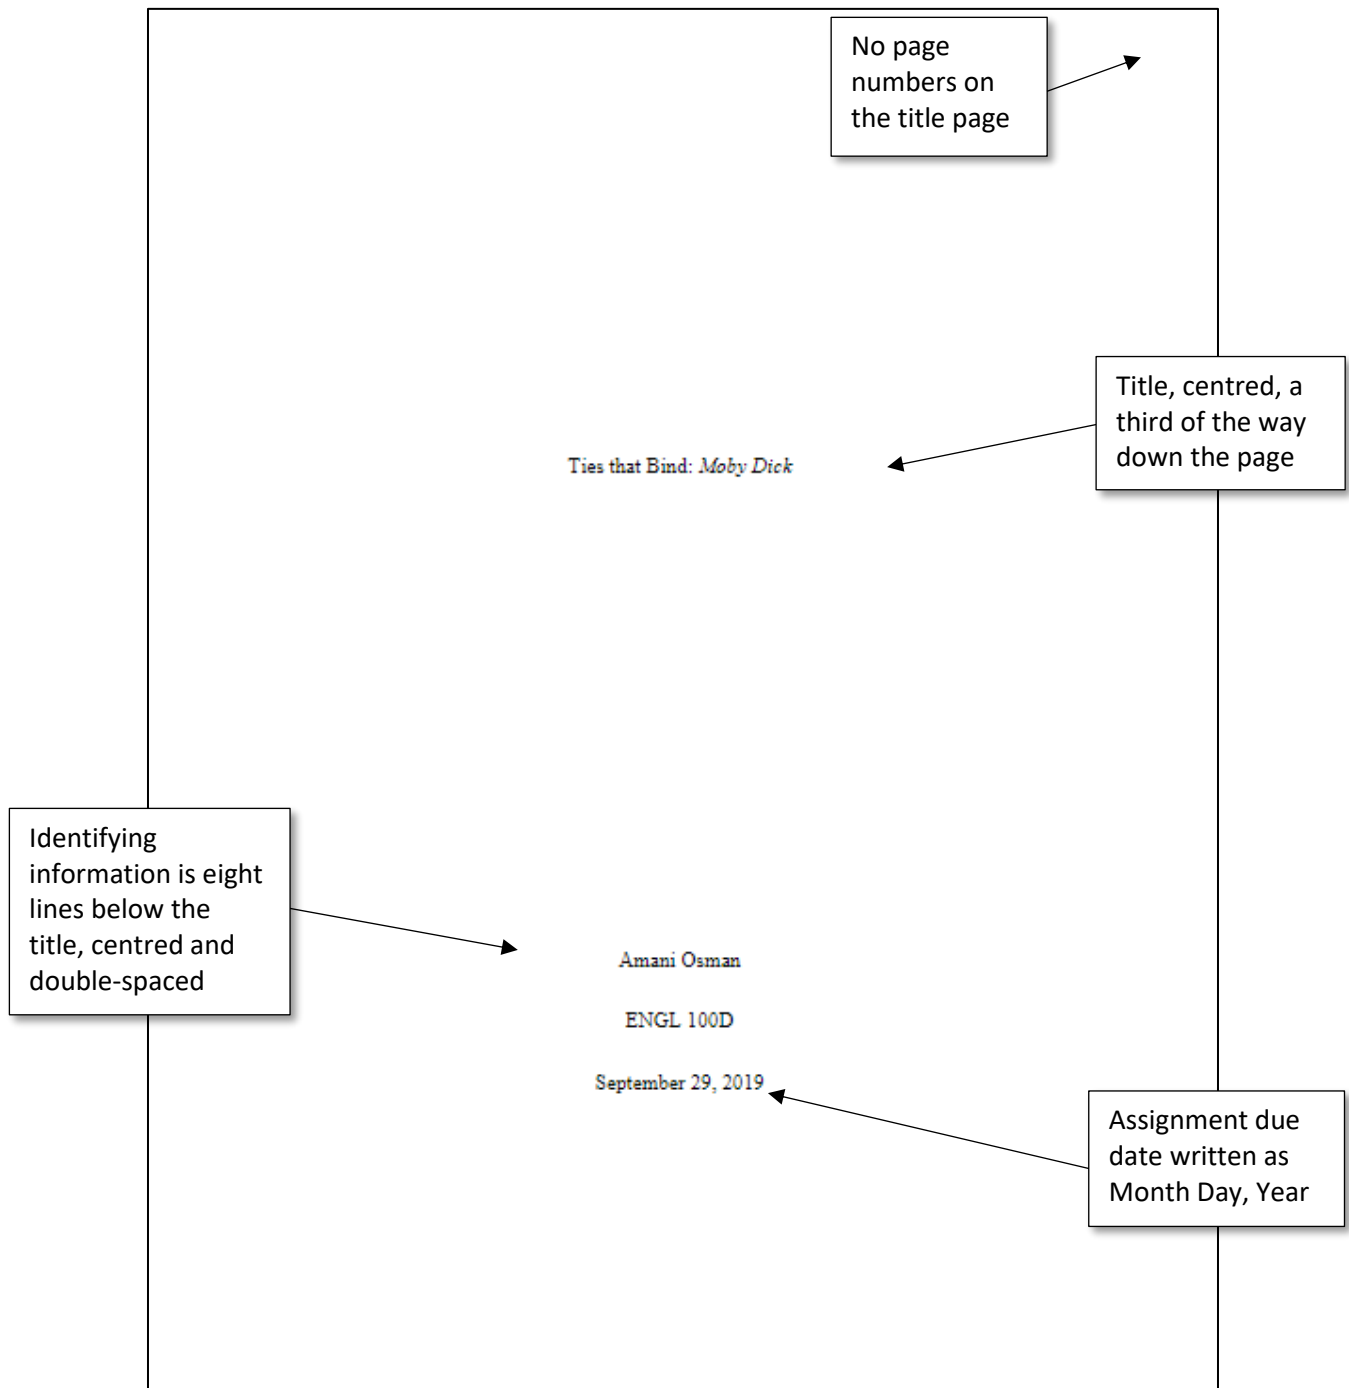 No page
numbers on
the title page
Title, centred, a
third of the way
down the page
Ties that Bind: Moby Dick
Identifying
information is eight
lines below the
title, centred and
double-spaced
Amani Osman
ENGL 100D
September 29, 2019
Assignment due
date written as
Month Day, Year